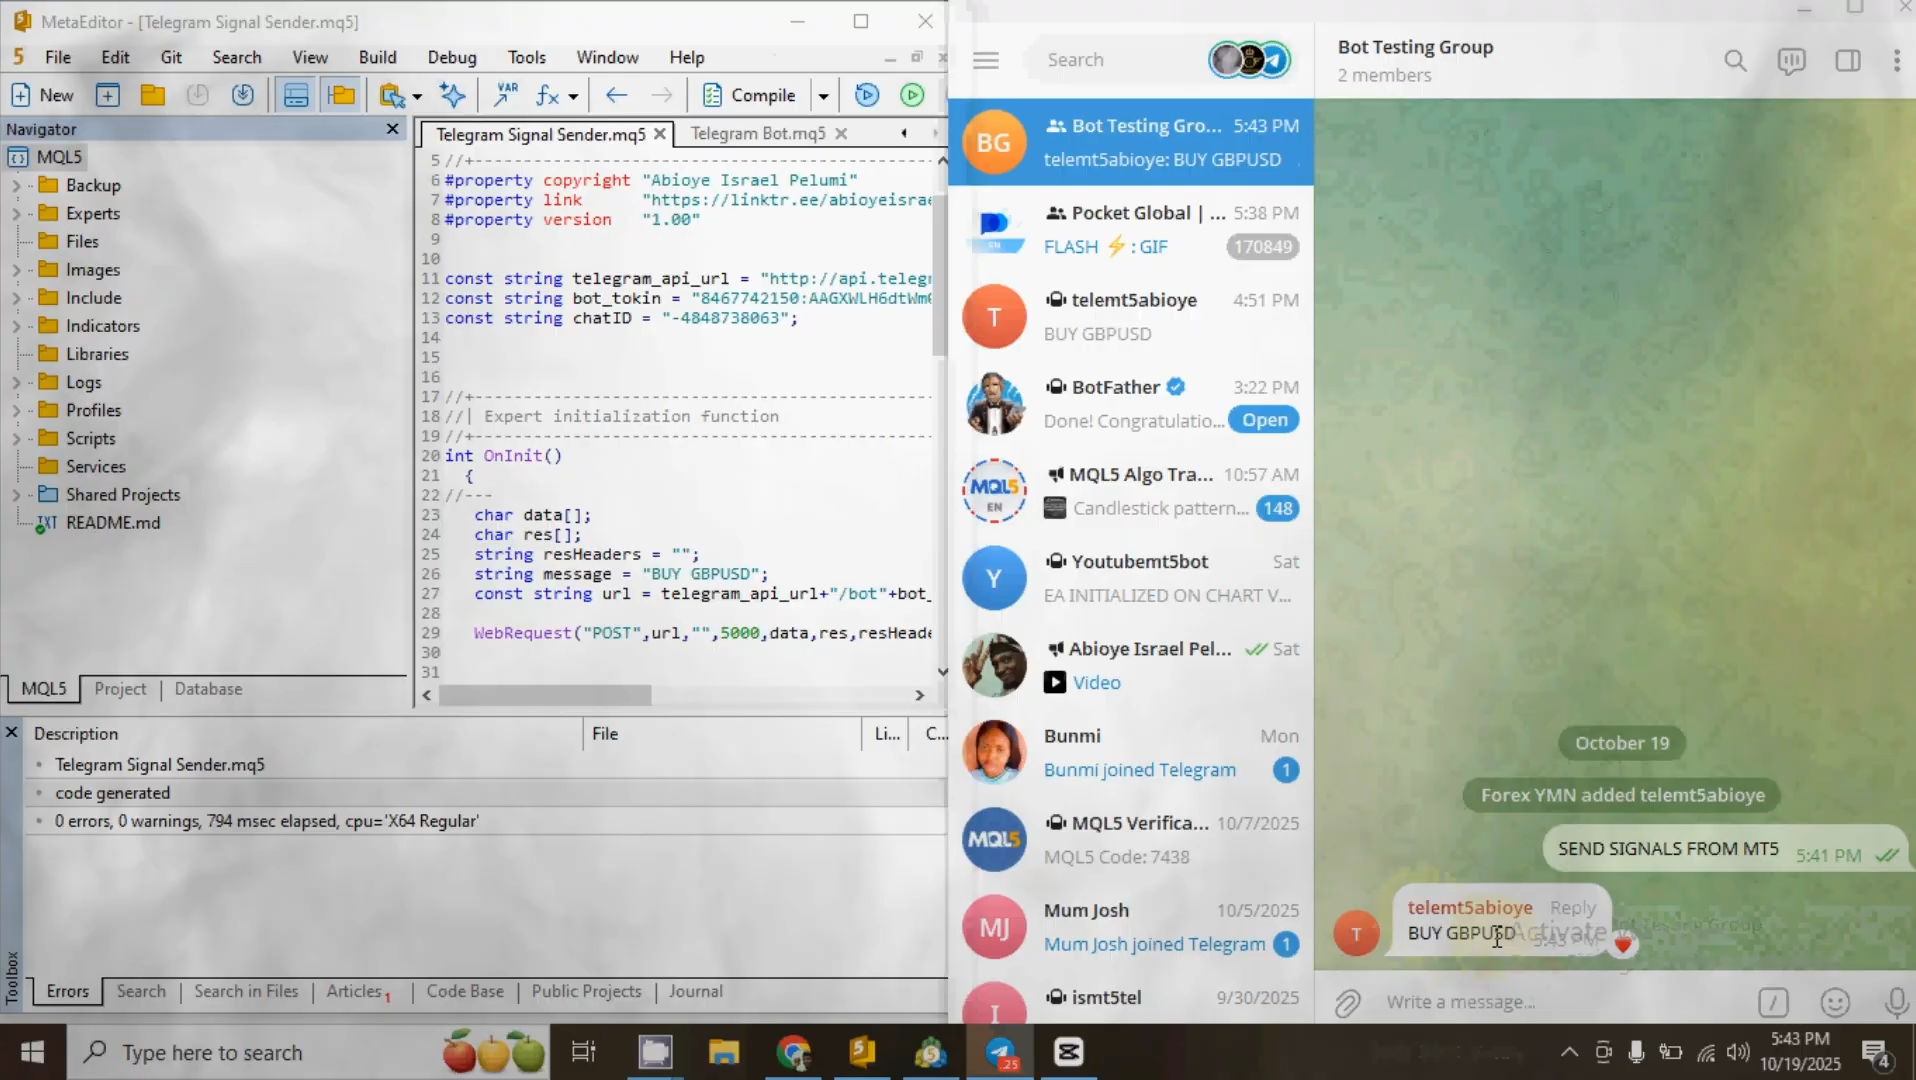 MetaEditor - [Telegram Signal Sender.mq5]
File Edit Git Search View Build Debug Tools Window Help
New
VAR
Compile
Navigator
MQL5
Backup
Experts
Files
Images
Include
Indicators
Libraries
Logs
Profiles
Scripts
Services
Shared Projects
README.md
MQL5 Project Database
Telegram Signal Sender.mq5 Telegram Bot.mq5
5 //+-----------------------------------------------
6 #property copyright "Abioye Israel Pelumi"
7 #property link "https://linktr.ee/abioyeisrae
8 #property version "1.00"
9
10
11 const string telegram_api_url = "http://api.teleg
12 const string bot_tokin = "8467742150:AAGXWLH6dtWm
13 const string chatID = "-4848738063";
14
15
16
17 //+-----------------------------------------------
18 //| Expert initialization function
19 //+-----------------------------------------------
20 int OnInit()
21 {
22 //---
23 char data[];
24 char res[];
25 string resHeaders = "";
26 string message = "BUY GBPUSD";
27 const string url = telegram_api_url+"/bot"+bot_
28
29 WebRequest("POST",url,"",5000,data,res,resHeade
30
31
Description File Li... C...
Telegram Signal Sender.mq5
code generated
0 errors, 0 warnings, 794 msec elapsed, cpu='X64 Regular'
Toolbox
Errors Search Search in Files Articles 1 Code Base Public Projects Journal
Search
BG
Bot Testing Gro... 5:43 PM
telemt5abioye: BUY GBPUSD
Pocket Global | ... 5:38 PM
FLASH ⚡ : GIF 170849
T
telemt5abioye 4:51 PM
BUY GBPUSD
BotFather 3:22 PM
Done! Congratulatio... Open
MQL5
EN
MQL5 Algo Tra... 10:57 AM
Candlestick pattern... 148
Y
Youtubemt5bot Sat
EA INITIALIZED ON CHART V...
Abioye Israel Pel... Sat
Video
Bunmi Mon
Bunmi joined Telegram 1
MQL5
MQL5 Verifica... 10/7/2025
MQL5 Code: 7438
MJ
Mum Josh 10/5/2025
Mum Josh joined Telegram 1
I
ismt5tel 9/30/2025
Bot Testing Group
2 members
October 19
Forex YMN added telemt5abioye
SEND SIGNALS FROM MT5 5:41 PM
T
telemt5abioye Reply
BUY GBPUSD
5:43 PM
Activate
Write a message...
Type here to search
25
5:43 PM
10/19/2025
4